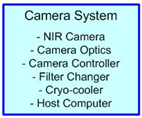 Camera System
- NIR Camera
- Camera Optics
- Camera Controller
- Filter Changer
- Cryo-cooler
- Host Computer